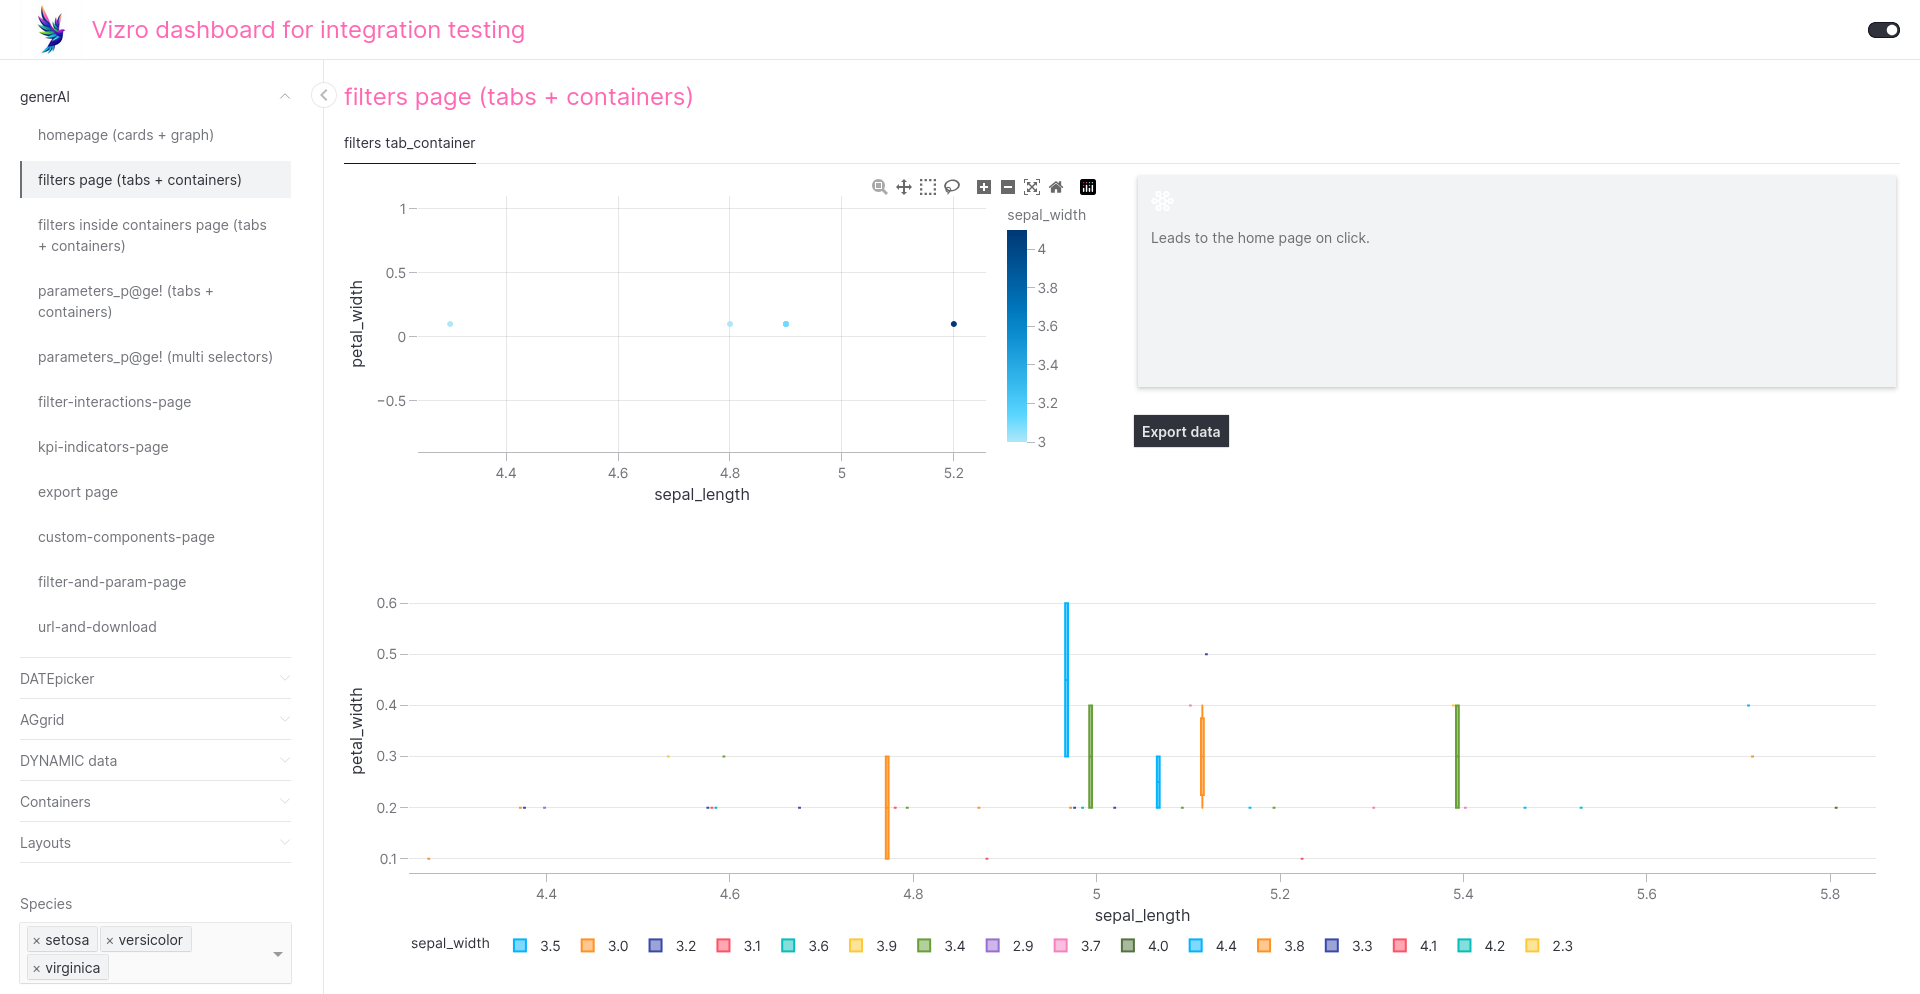 Vizro dashboard for integration testing
generAI
homepage (cards + graph)
filters page (tabs + containers)
filters inside containers page (tabs
+ containers)
parameters_p@ge! (tabs +
containers)
parameters_p@ge! (multi selectors)
filter-interactions-page
kpi-indicators-page
export page
custom-components-page
filter-and-param-page
url-and-download
DATEpicker
AGgrid
DYNAMIC data
Containers
Layouts
Species
× setosa × versicolor
× virginica
filters page (tabs + containers)
filters tab_container
1
0.5
0
−0.5
petal_width
4.4 4.6 4.8 5 5.2
sepal_length
sepal_width
4
3.8
3.6
3.4
3.2
3
Leads to the home page on click.
Export data
0.6
0.5
0.4
0.3
0.2
0.1
petal_width
4.4 4.6 4.8 5 5.2 5.4 5.6 5.8
sepal_length
sepal_width 3.5 3.0 3.2 3.1 3.6 3.9 3.4 2.9 3.7 4.0 4.4 3.8 3.3 4.1 4.2 2.3